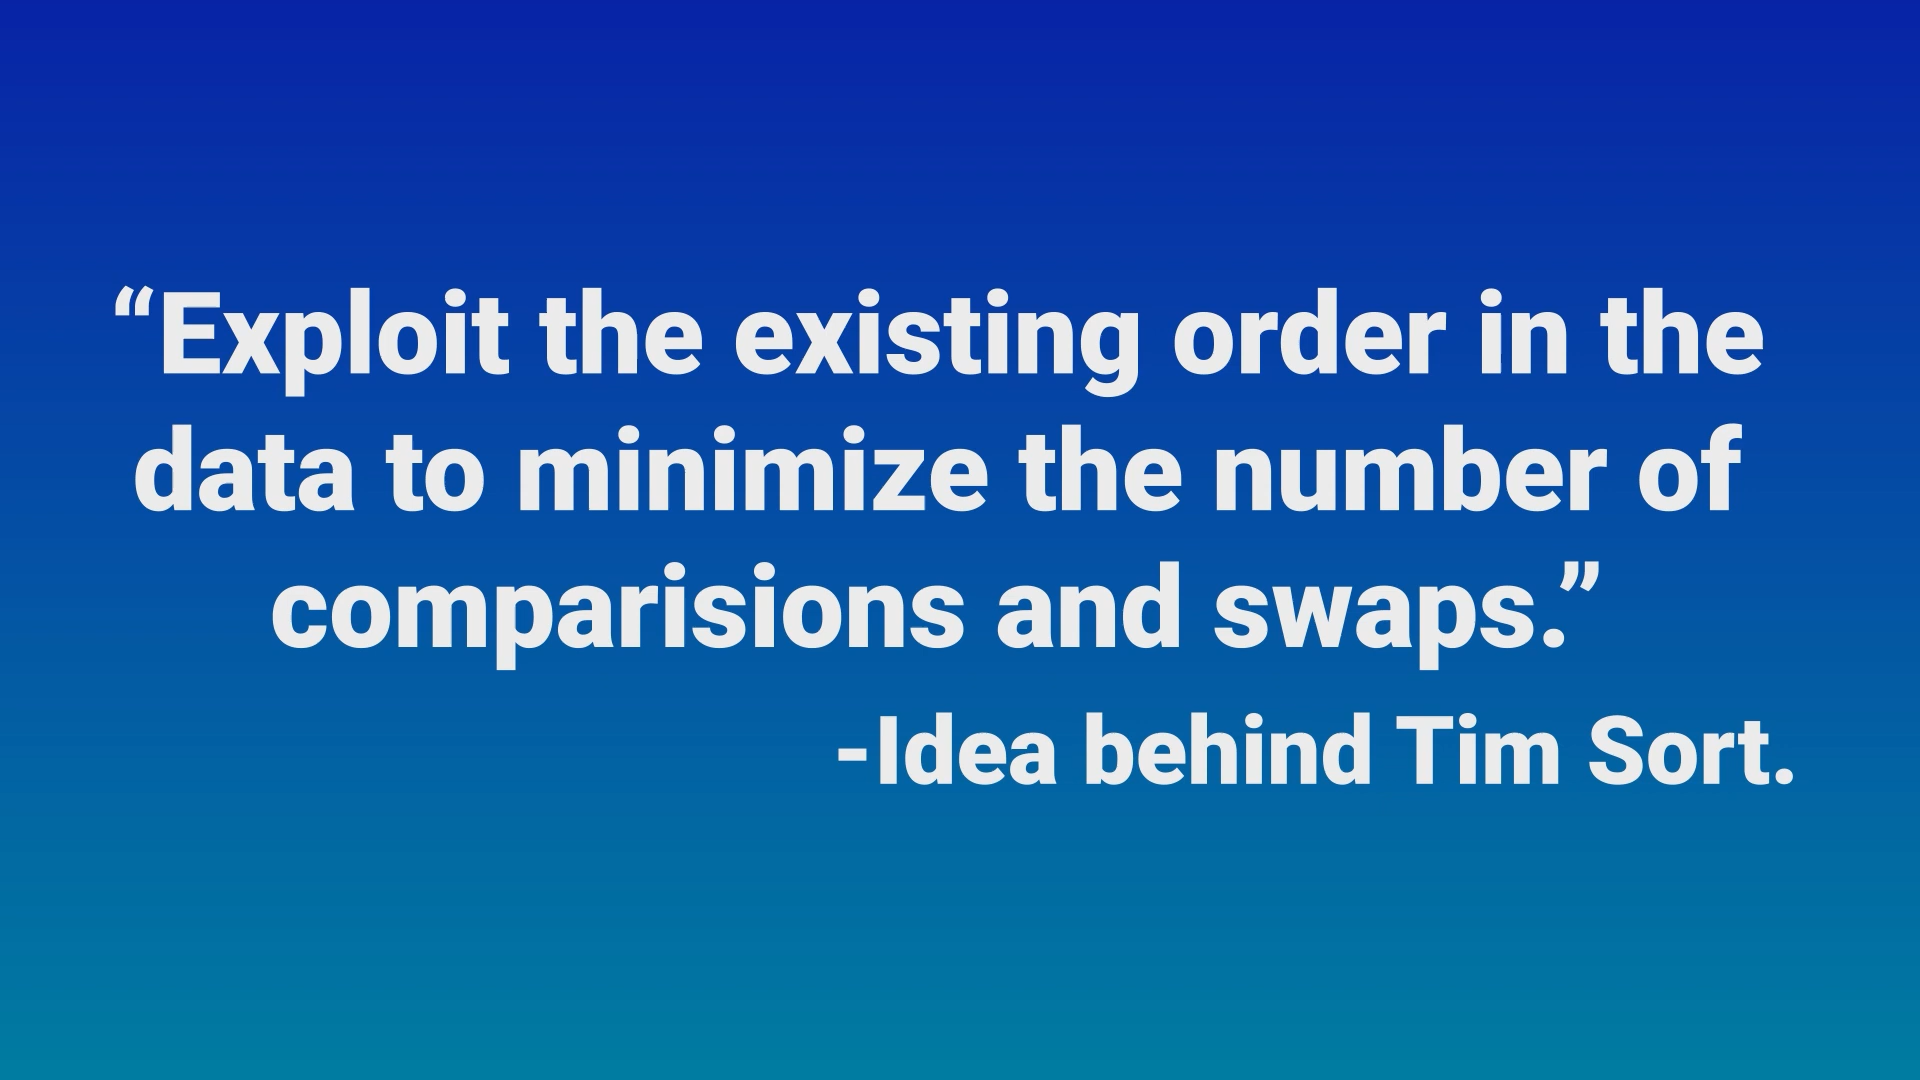 “Exploit the existing order in the
data to minimize the number of
comparisions and swaps.”
-Idea behind Tim Sort.